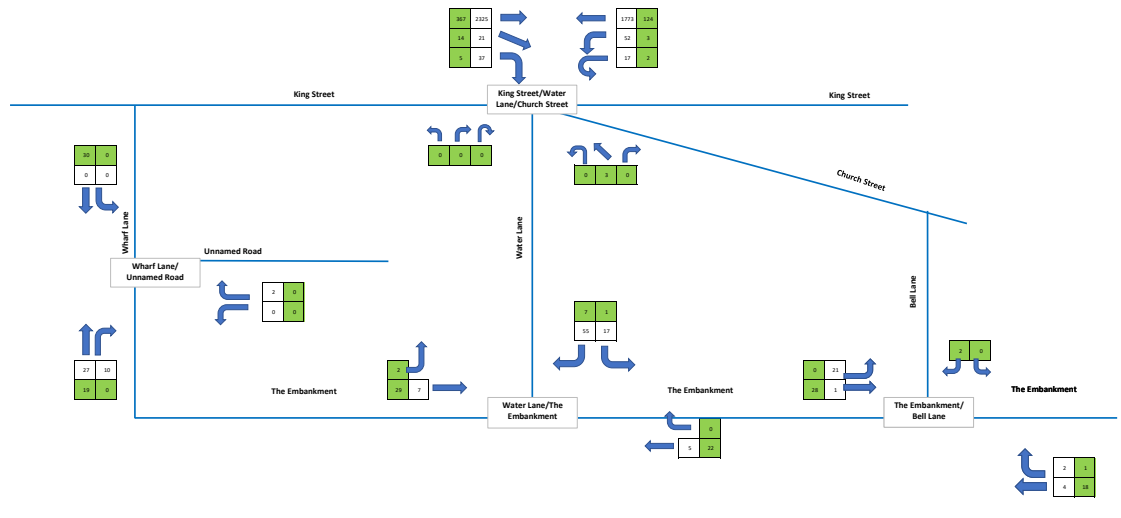 367 2325
14 21
5 37
1773 124
52 3
17 2
King Street
King Street/Water
Lane/Church Street
King Street
0 0 0
0 3 0
30 0
0 0
Church Street
Wharf Lane
Water Lane
Bell Lane
Unnamed Road
Wharf Lane/
Unnamed Road
2 0
0 0
7 1
55 17
27 10
19 0
The Embankment
2
29 7
The Embankment
0 21
28 1
2 0
The Embankment
Water Lane/The
Embankment
The Embankment/
Bell Lane
0
5 22
2 1
4 18